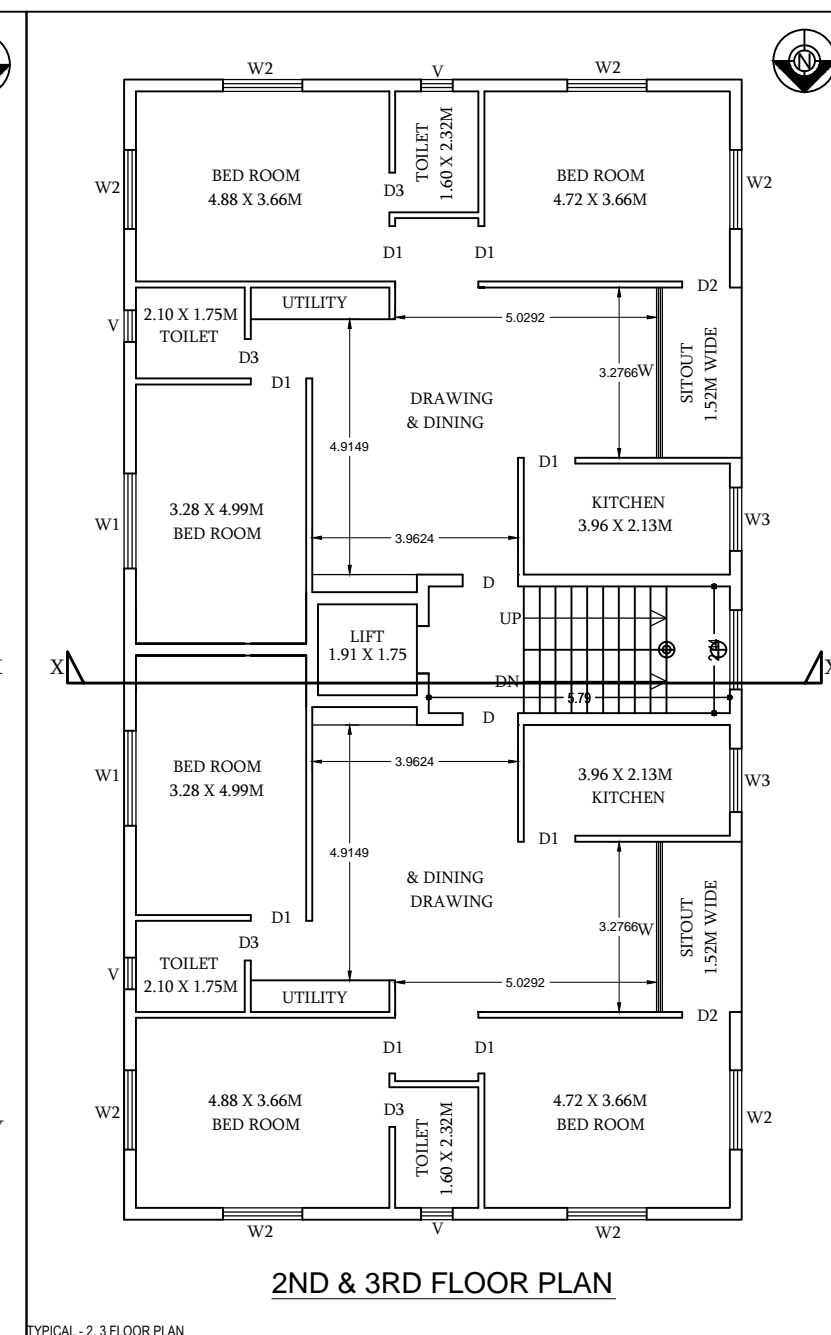 N
W2
V
W2
BED ROOM
4.88 X 3.66M
TOILET
1.60 X 2.32M
BED ROOM
4.72 X 3.66M
W2
D3
W2
D1
D1
D2
2.10 X 1.75M
TOILET
UTILITY
V
D3
D1
5.0292
3.2766
W
SITOUT
1.52M WIDE
DRAWING
& DINING
4.9149
D1
3.28 X 4.99M
BED ROOM
W1
KITCHEN
3.96 X 2.13M
W3
3.9624
D
UP
LIFT
1.91 X 1.75
X
X
DN
5.79
D
BED ROOM
3.28 X 4.99M
W1
3.9624
3.96 X 2.13M
KITCHEN
W3
D1
4.9149
& DINING
DRAWING
3.2766
W
SITOUT
1.52M WIDE
D1
D3
TOILET
2.10 X 1.75M
V
UTILITY
5.0292
D2
D1
D1
4.88 X 3.66M
BED ROOM
D3
TOILET
1.60 X 2.32M
4.72 X 3.66M
BED ROOM
W2
W2
W2
V
W2
2ND & 3RD FLOOR PLAN
TYPICAL - 2, 3 FLOOR PLAN